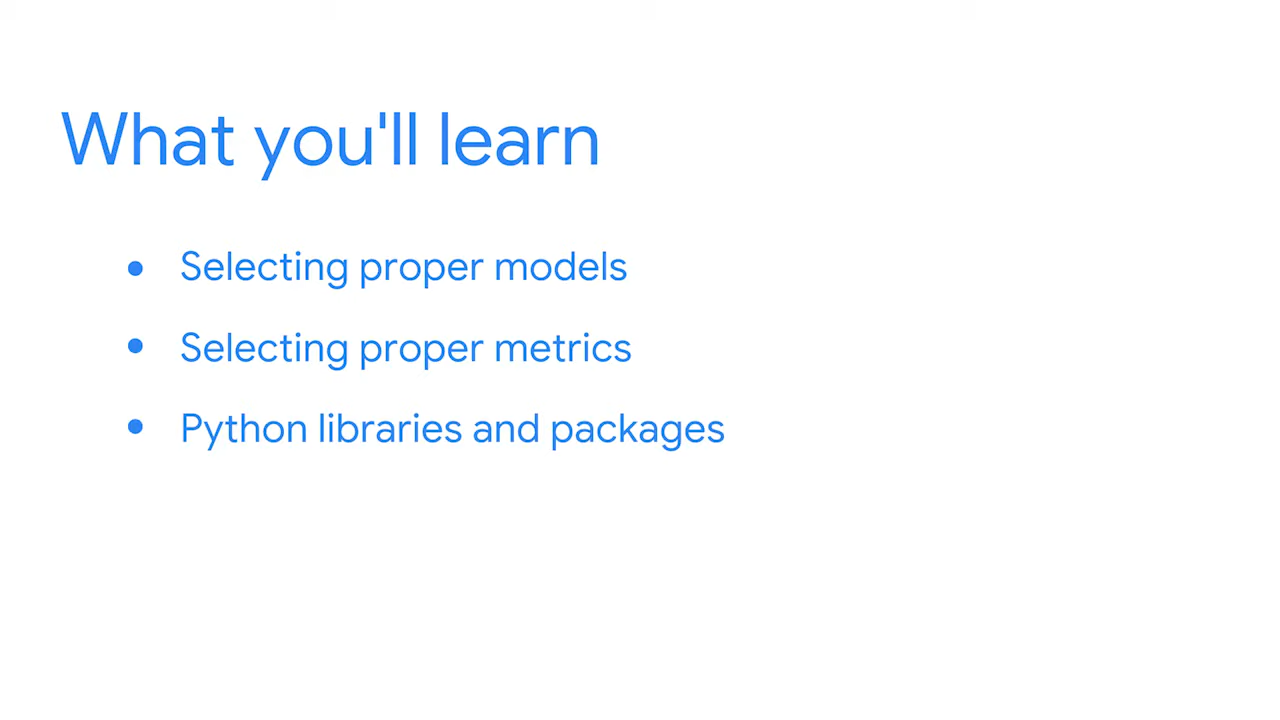 What you'll learn
• Selecting proper models
• Selecting proper metrics
• Python libraries and packages